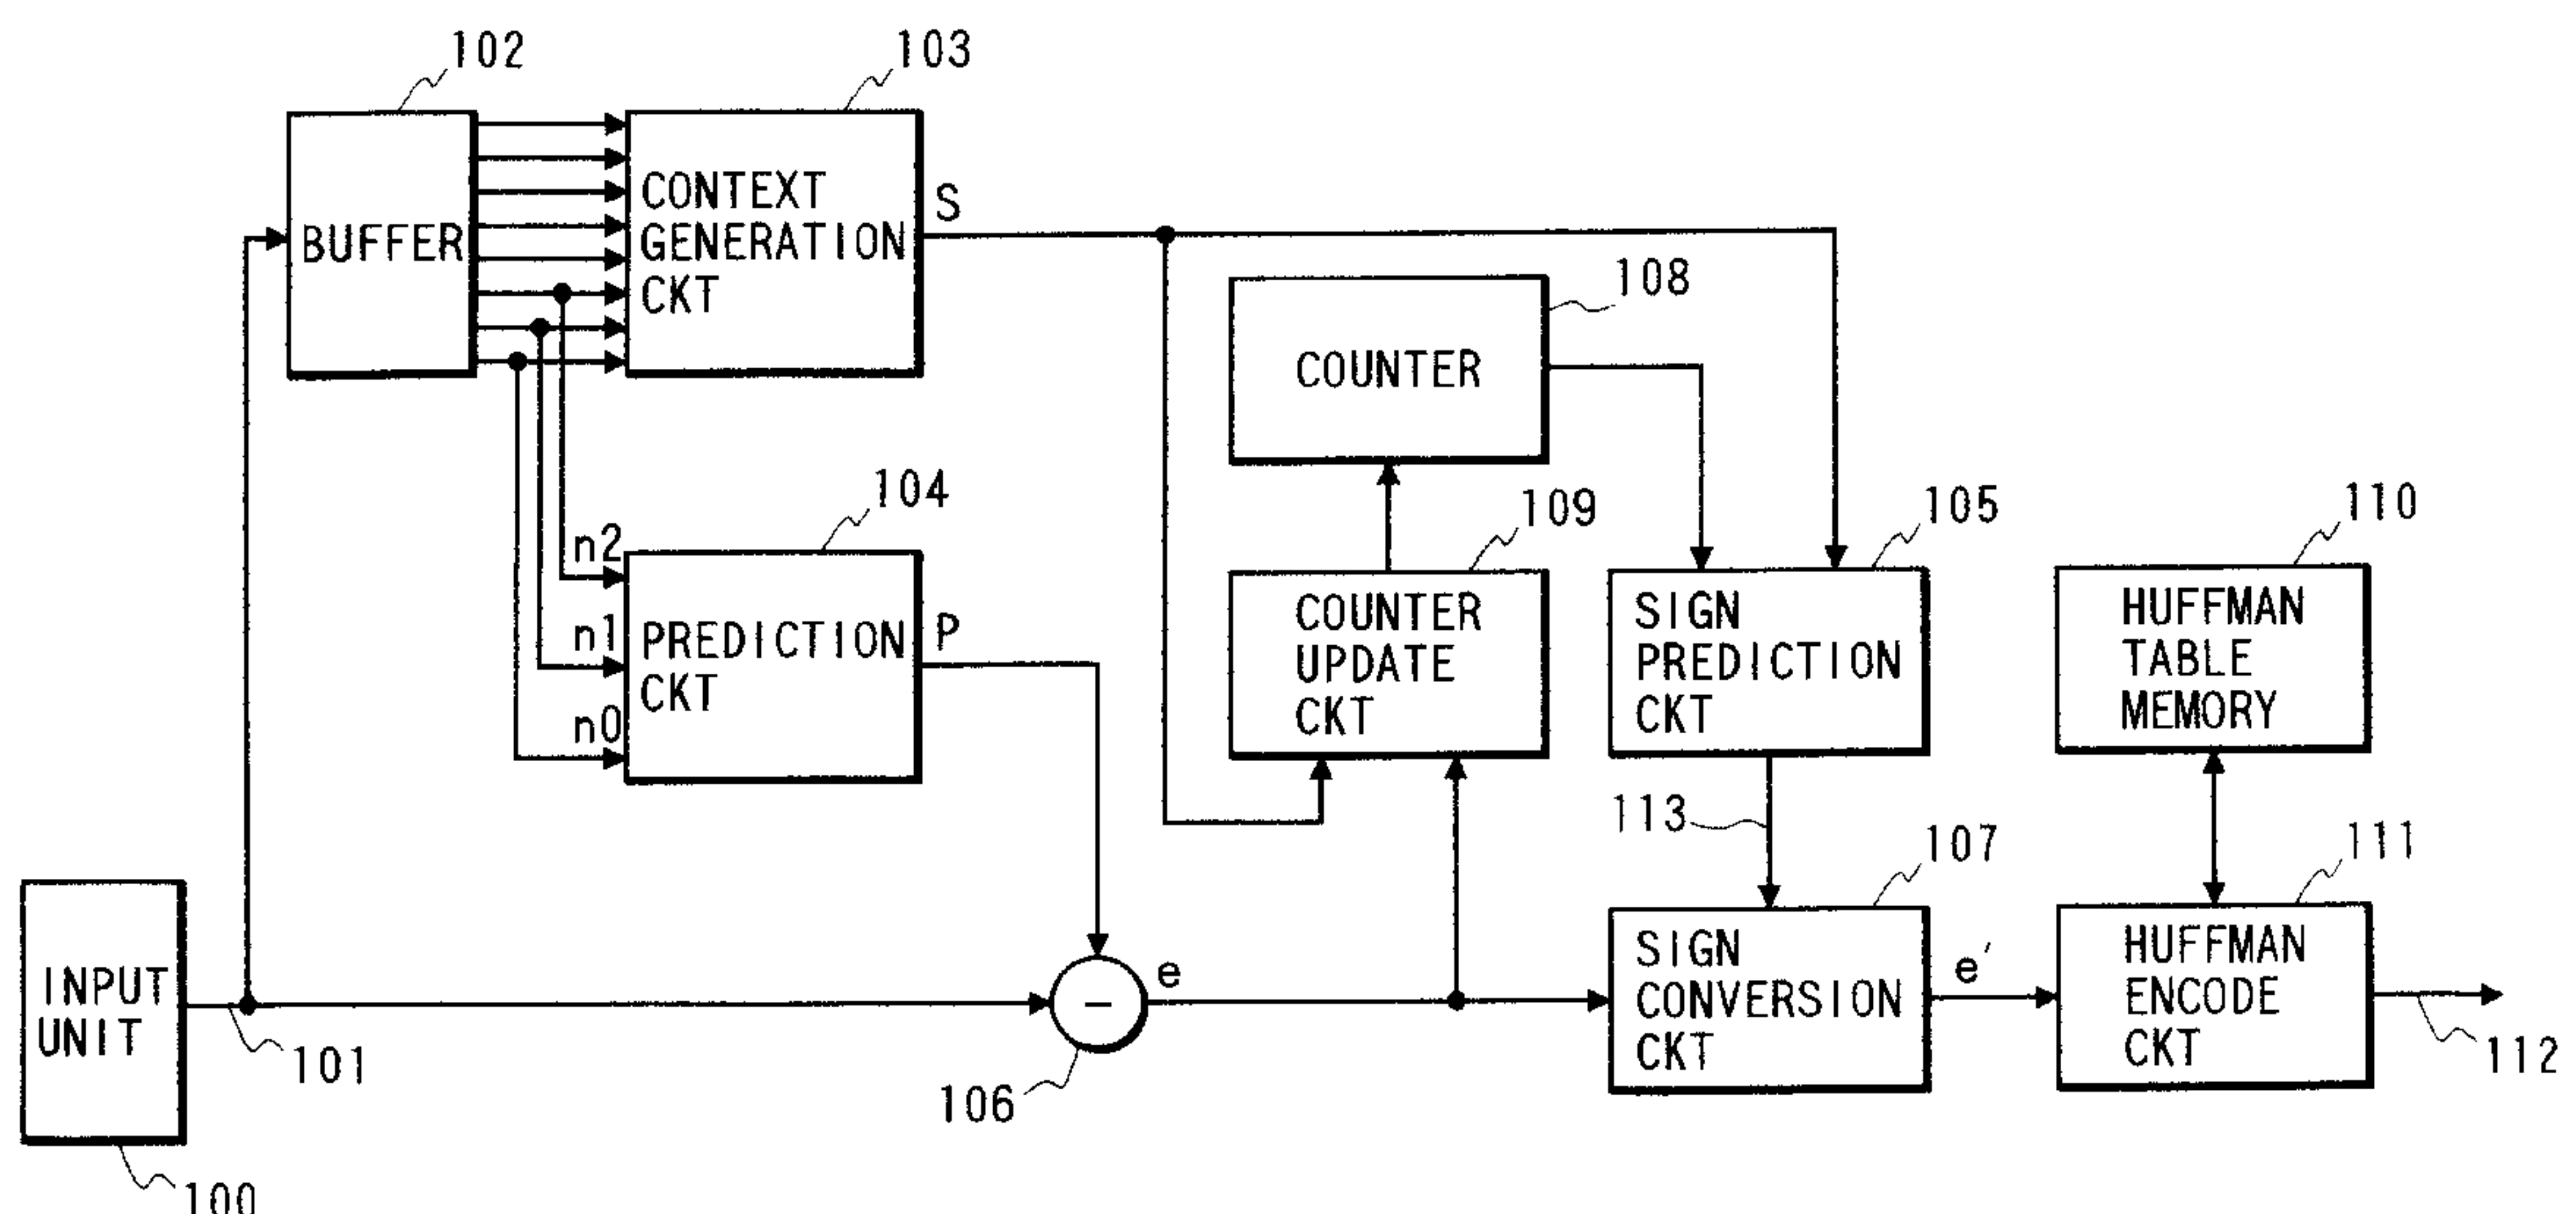 102
103
BUFFER
CONTEXT
GENERATION
CKT
S
108
COUNTER
104
n2
n1
n0
PREDICTION
CKT
P
109
COUNTER
UPDATE
CKT
105
SIGN
PREDICTION
CKT
110
HUFFMAN
TABLE
MEMORY
113
107
111
INPUT
UNIT
101
100
-
e
106
SIGN
CONVERSION
CKT
e'
HUFFMAN
ENCODE
CKT
112